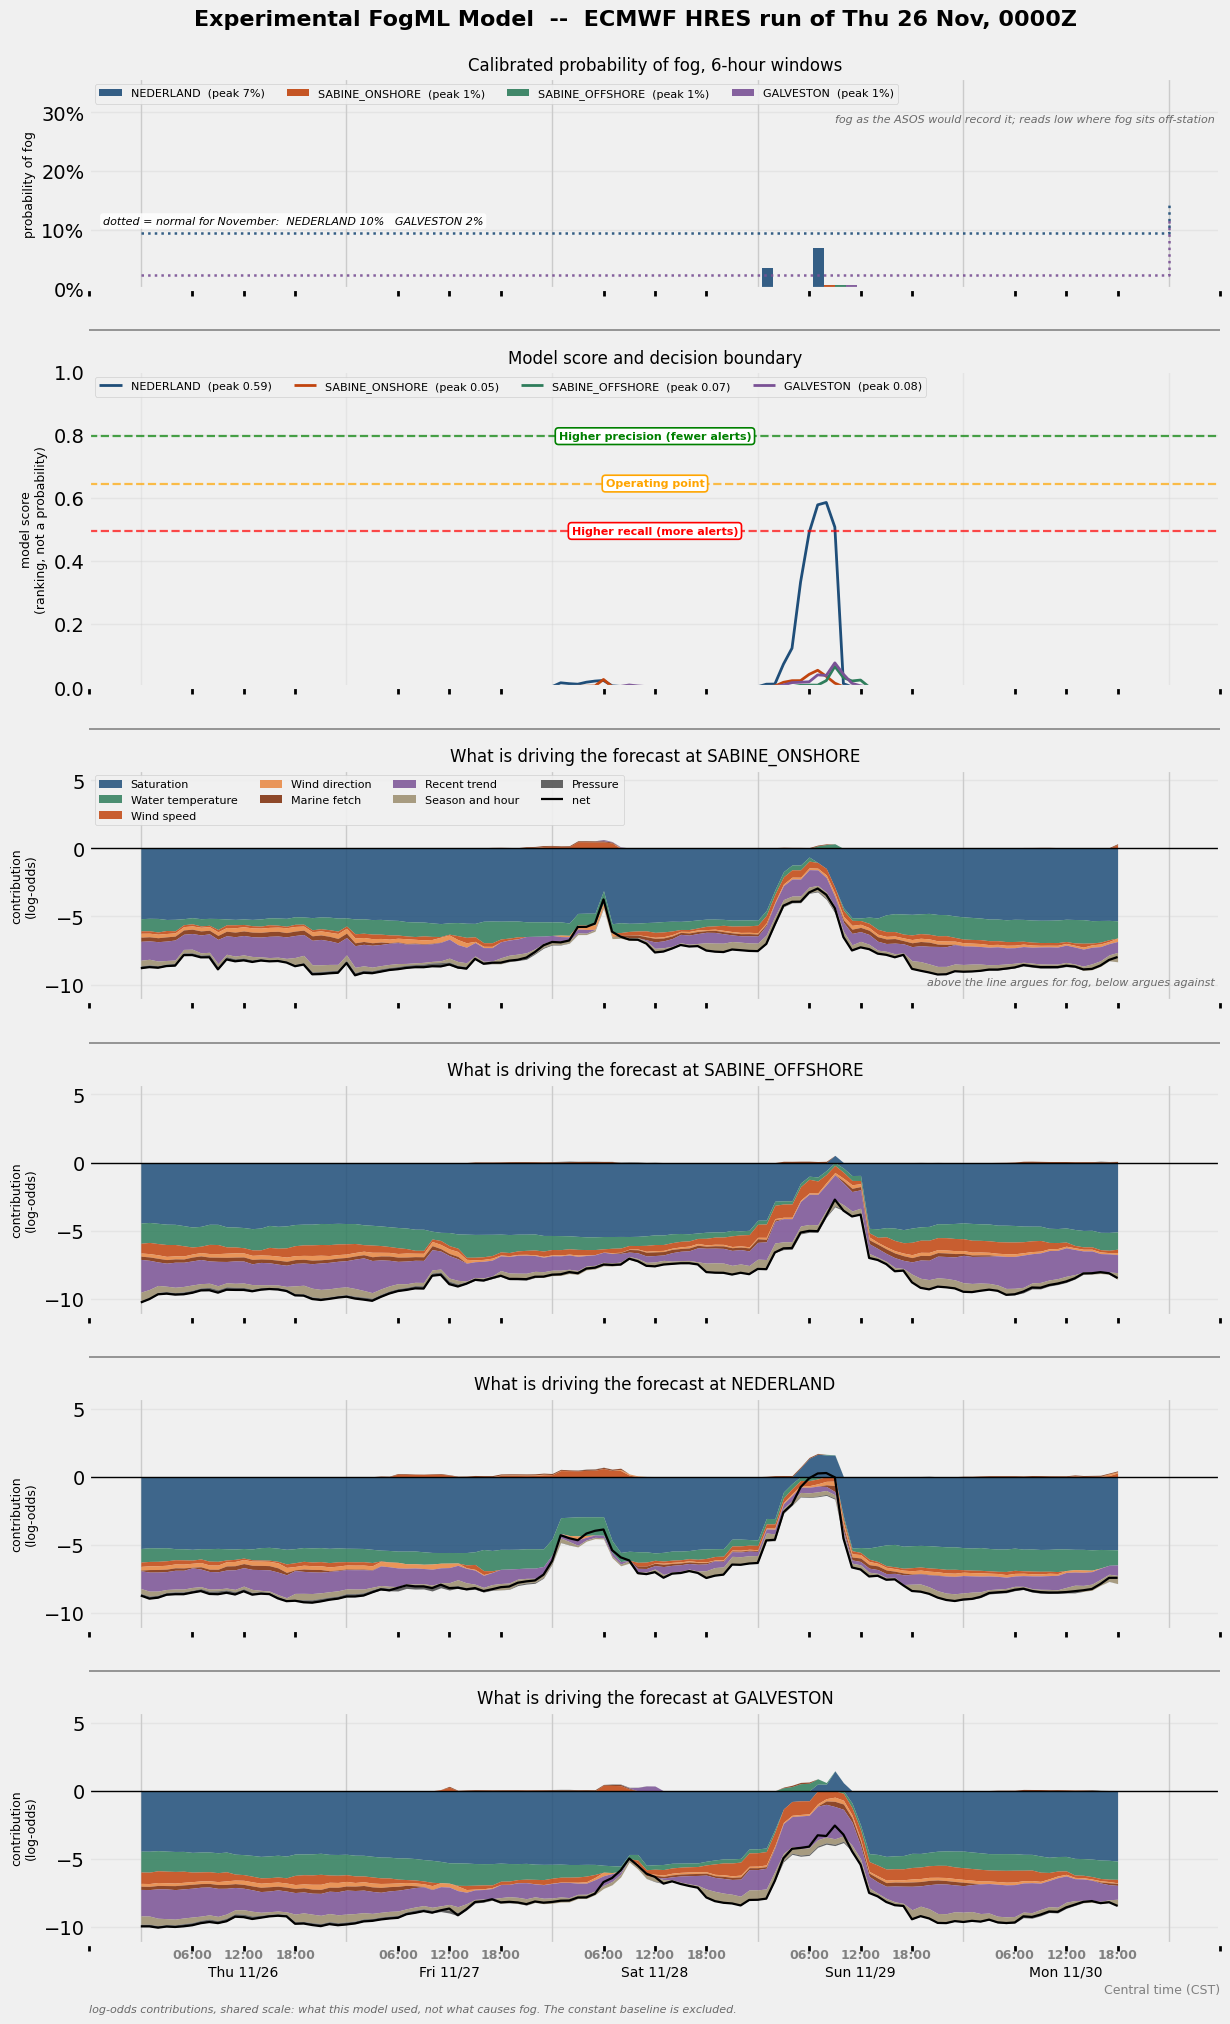 Experimental FogML Model  --  ECMWF HRES run of Thu 26 Nov, 0000Z
Calibrated probability of fog, 6-hour windows
NEDERLAND (peak 7%)   SABINE_ONSHORE (peak 1%)   SABINE_OFFSHORE (peak 1%)   GALVESTON (peak 1%)
fog as the ASOS would record it; reads low where fog sits off-station
probability of fog
30%
20%
10%
0%
dotted = normal for November:  NEDERLAND 10%   GALVESTON 2%
Model score and decision boundary
NEDERLAND (peak 0.59)   SABINE_ONSHORE (peak 0.05)   SABINE_OFFSHORE (peak 0.07)   GALVESTON (peak 0.08)
model score
(ranking, not a probability)
1.0
0.8
0.6
0.4
0.2
0.0
Higher precision (fewer alerts)
Operating point
Higher recall (more alerts)
What is driving the forecast at SABINE_ONSHORE
Saturation   Wind direction   Recent trend   Pressure
Water temperature   Marine fetch   Season and hour   net
Wind speed
contribution
(log-odds)
5
0
−5
−10
above the line argues for fog, below argues against
What is driving the forecast at SABINE_OFFSHORE
contribution
(log-odds)
5
0
−5
−10
What is driving the forecast at NEDERLAND
contribution
(log-odds)
5
0
−5
−10
What is driving the forecast at GALVESTON
contribution
(log-odds)
5
0
−5
−10
06:00 12:00 18:00 06:00 12:00 18:00 06:00 12:00 18:00 06:00 12:00 18:00 06:00 12:00 18:00
Thu 11/26   Fri 11/27   Sat 11/28   Sun 11/29   Mon 11/30
Central time (CST)
log-odds contributions, shared scale: what this model used, not what causes fog. The constant baseline is excluded.